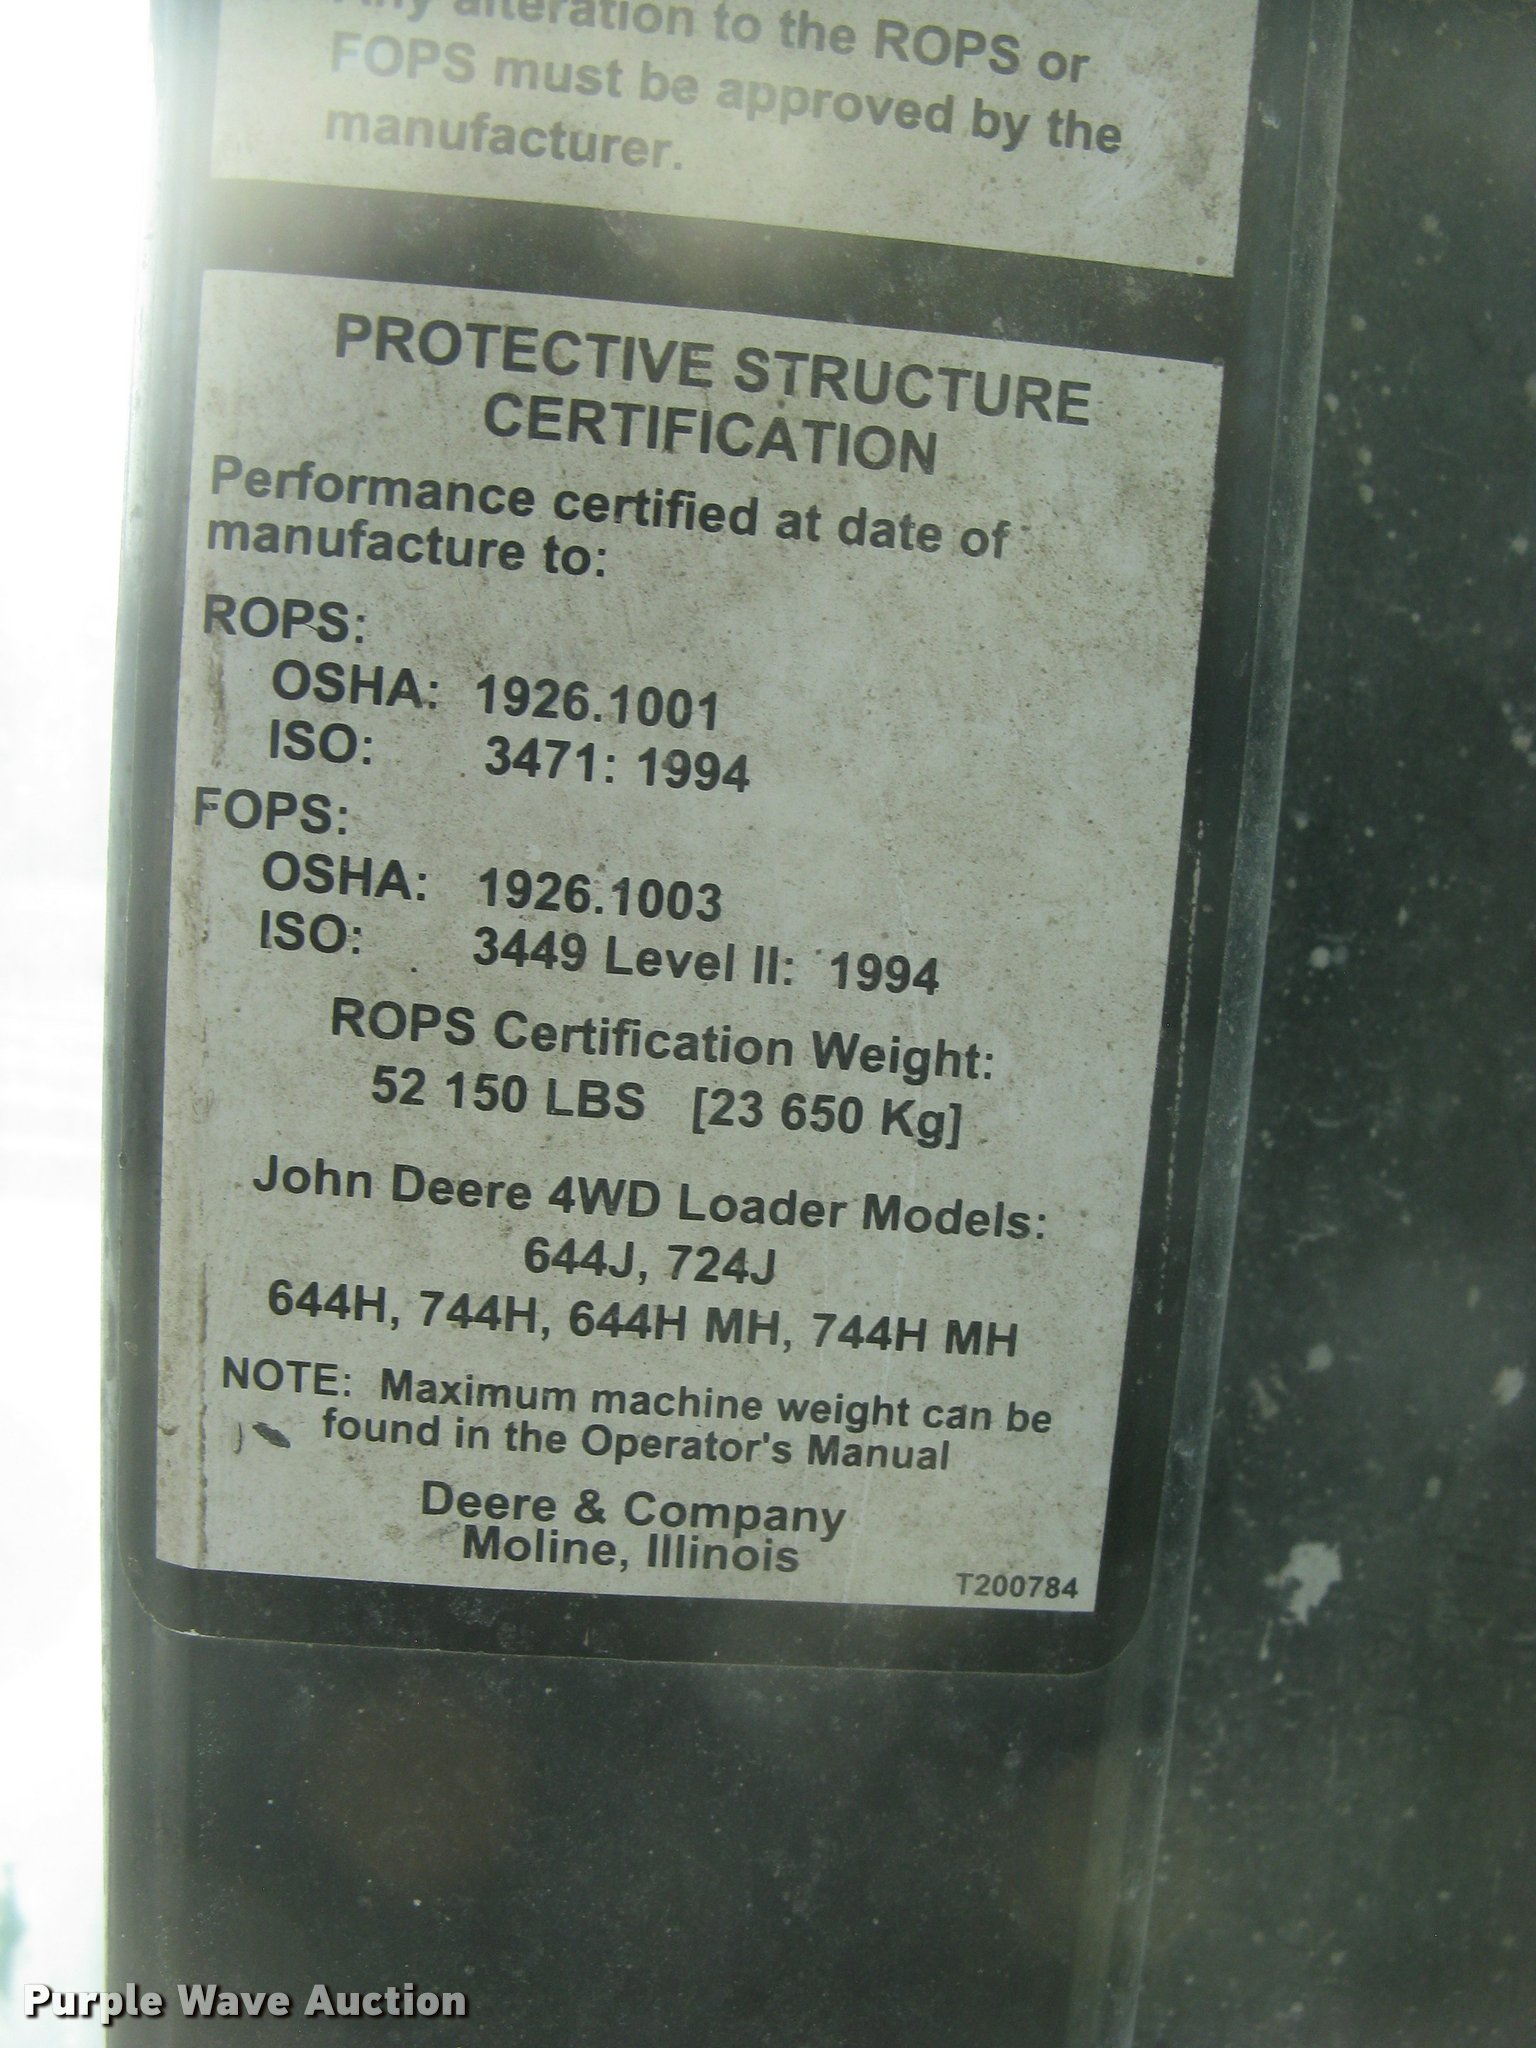 Any alteration to the ROPS or
FOPS must be approved by the
manufacturer.
PROTECTIVE STRUCTURE
CERTIFICATION
Performance certified at date of
manufacture to:
ROPS:
OSHA: 1926.1001
ISO: 3471: 1994
FOPS:
OSHA: 1926.1003
ISO: 3449 Level II: 1994
ROPS Certification Weight:
52 150 LBS [23 650 Kg]
John Deere 4WD Loader Models:
644J, 724J
644H, 744H, 644H MH, 744H MH
NOTE: Maximum machine weight can be
found in the Operator's Manual
Deere & Company
Moline, Illinois
T200784
Purple Wave Auction